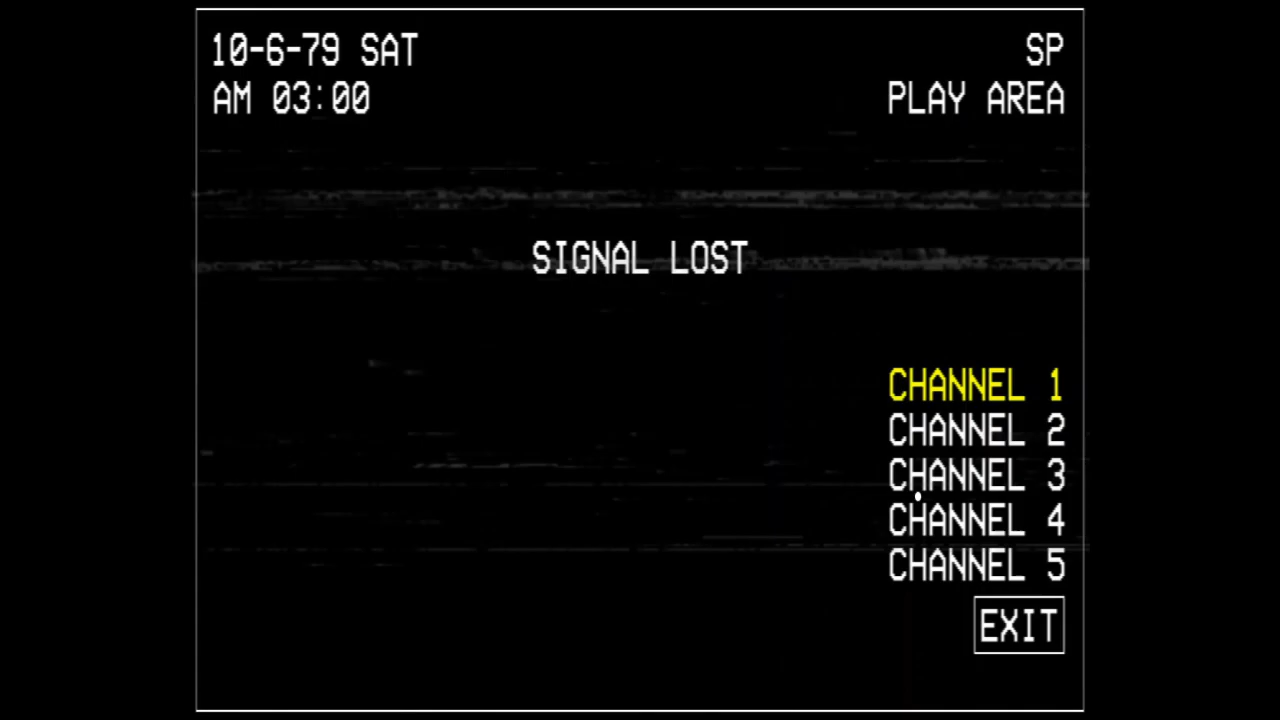 10-6-79 SAT
SP
AM 03:00
PLAY AREA
SIGNAL LOST
CHANNEL 1
CHANNEL 2
CHANNEL 3
CHANNEL 4
CHANNEL 5
EXIT